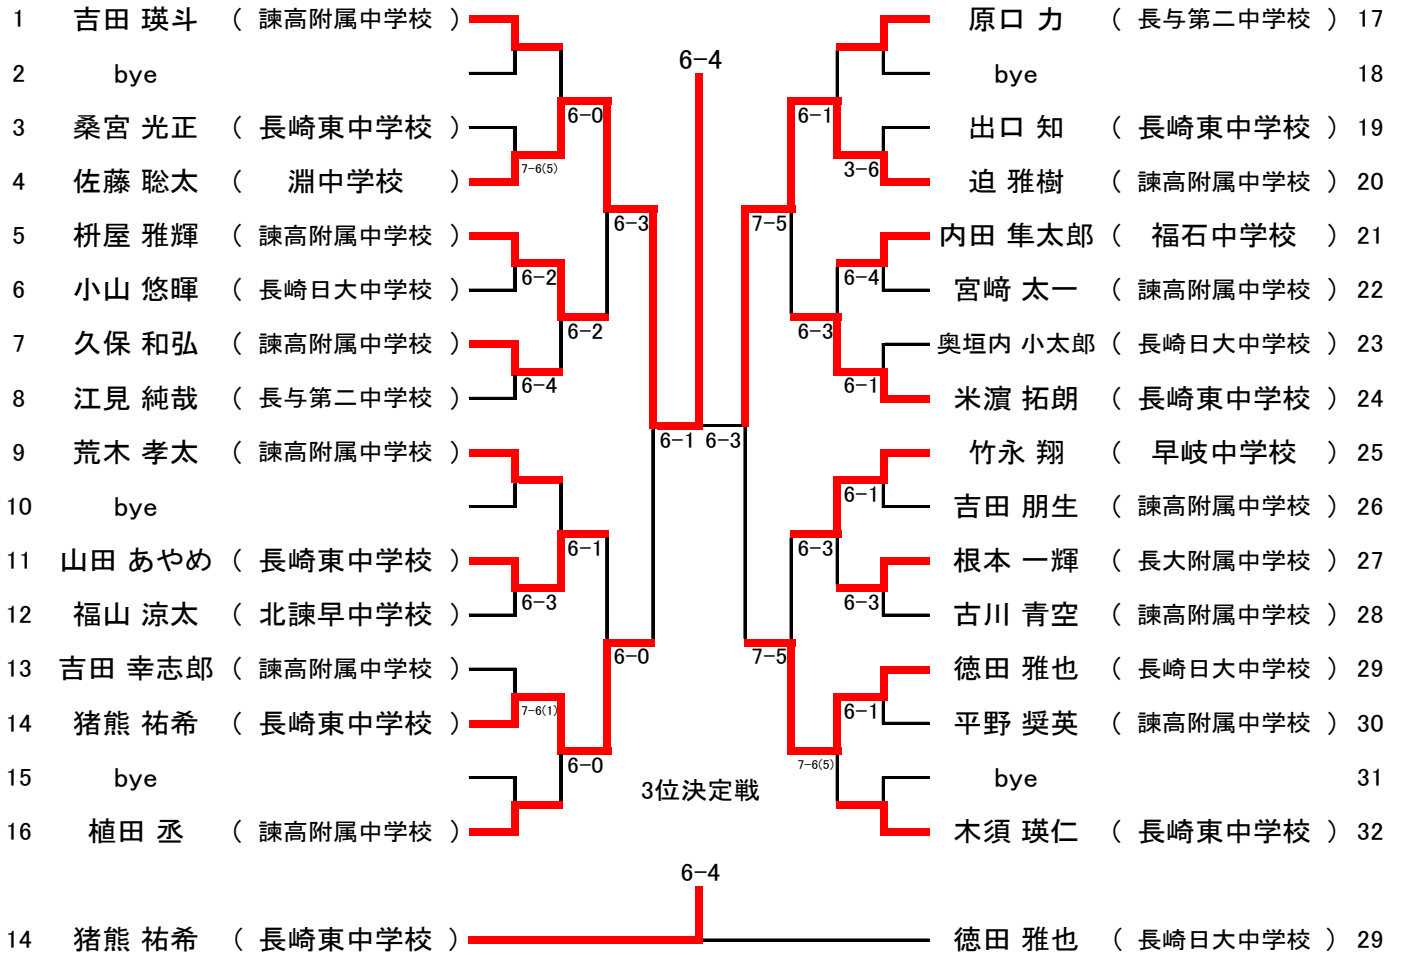 1 吉田 瑛斗 ( 諫高附属中学校 ) 原口 力 ( 長与第二中学校 ) 17
6-4
2 bye bye 18
6-0 6-1
3 桑宮 光正 ( 長崎東中学校 ) 出口 知 ( 長崎東中学校 ) 19
7-6(5) 3-6
4 佐藤 聡太 ( 淵中学校 ) 迫 雅樹 ( 諫高附属中学校 ) 20
6-3 7-5
5 枡屋 雅輝 ( 諫高附属中学校 ) 内田 隼太郎 ( 福石中学校 ) 21
6-2 6-4
6 小山 悠暉 ( 長崎日大中学校 ) 宮﨑 太一 ( 諫高附属中学校 ) 22
6-2 6-3
7 久保 和弘 ( 諫高附属中学校 ) 奥垣内 小太郎 ( 長崎日大中学校 ) 23
6-4 6-1
8 江見 純哉 ( 長与第二中学校 ) 米濵 拓朗 ( 長崎東中学校 ) 24
6-1 6-3
9 荒木 孝太 ( 諫高附属中学校 ) 竹永 翔 ( 早岐中学校 ) 25
6-1
10 bye 吉田 朋生 ( 諫高附属中学校 ) 26
6-1 6-3
11 山田 あやめ ( 長崎東中学校 ) 根本 一輝 ( 長大附属中学校 ) 27
6-3 6-3
12 福山 涼太 ( 北諫早中学校 ) 古川 青空 ( 諫高附属中学校 ) 28
6-0 7-5
13 吉田 幸志郎 ( 諫高附属中学校 ) 徳田 雅也 ( 長崎日大中学校 ) 29
7-6(1) 6-1
14 猪熊 祐希 ( 長崎東中学校 ) 平野 奨英 ( 諫高附属中学校 ) 30
6-0 7-6(5)
15 bye bye 31
3位決定戦
16 植田 丞 ( 諫高附属中学校 ) 木須 瑛仁 ( 長崎東中学校 ) 32
6-4
14 猪熊 祐希 ( 長崎東中学校 ) 徳田 雅也 ( 長崎日大中学校 ) 29